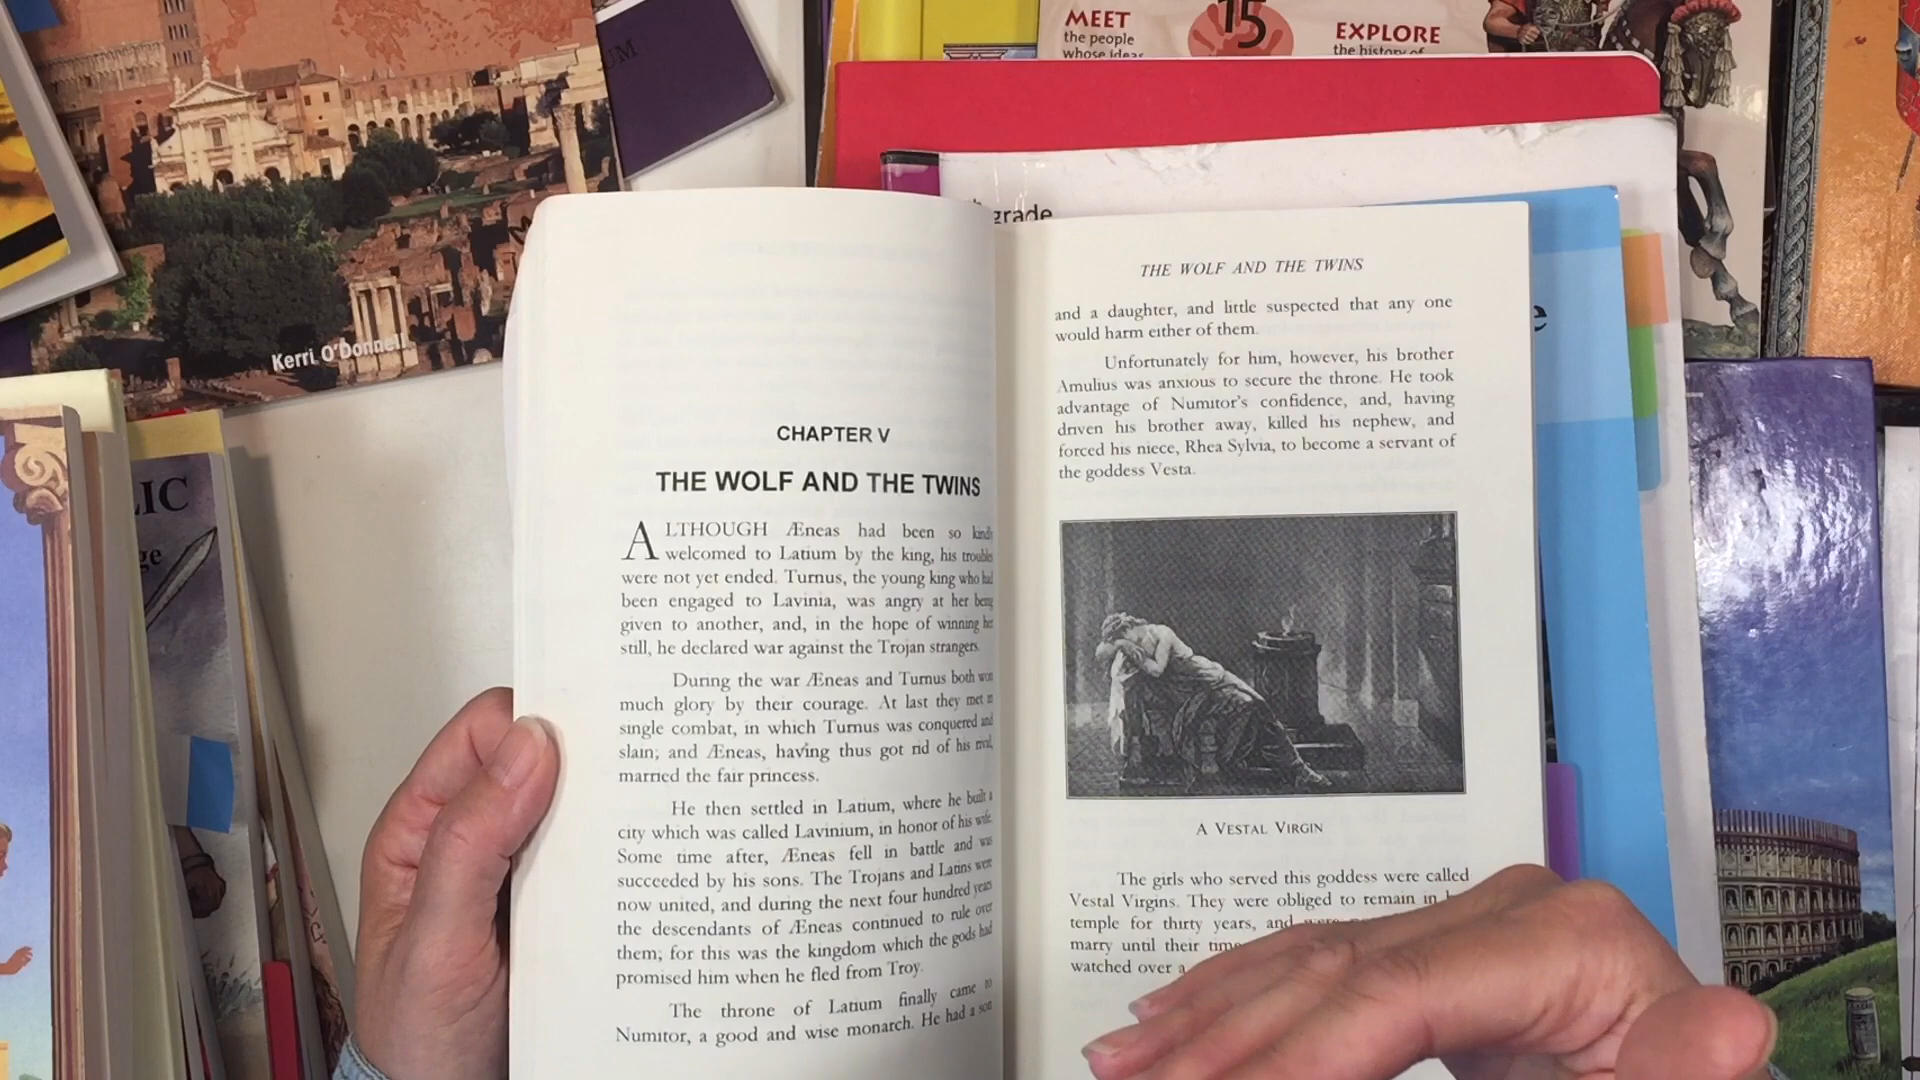 MEET
the people
whose ideas
15
EXPLORE
the history of
UM
grade
Kerri O'Donnell
LIC
ge
e
CHAPTER V
THE WOLF AND THE TWINS
ALTHOUGH Æneas had been so kindly
welcomed to Latium by the king, his troubles
were not yet ended. Turnus, the young king who had
been engaged to Lavinia, was angry at her being
given to another, and, in the hope of winning her
still, he declared war against the Trojan strangers.
During the war Æneas and Turnus both won
much glory by their courage. At last they met in
single combat, in which Turnus was conquered and
slain; and Æneas, having thus got rid of his rival,
married the fair princess.
He then settled in Latium, where he built a
city which was called Lavinium, in honor of his wife.
Some time after, Æneas fell in battle and was
succeeded by his sons. The Trojans and Latins were
now united, and during the next four hundred years
the descendants of Æneas continued to rule over
them; for this was the kingdom which the gods had
promised him when he fled from Troy.
The throne of Latium finally came to
Numitor, a good and wise monarch. He had a son
THE WOLF AND THE TWINS
and a daughter, and little suspected that any one
would harm either of them.
Unfortunately for him, however, his brother
Amulius was anxious to secure the throne. He took
advantage of Numitor's confidence, and, having
driven his brother away, killed his nephew, and
forced his niece, Rhea Sylvia, to become a servant of
the goddess Vesta.
A VESTAL VIRGIN
The girls who served this goddess were called
Vestal Virgins. They were obliged to remain in
temple for thirty years, and were
marry until their time
watched over a